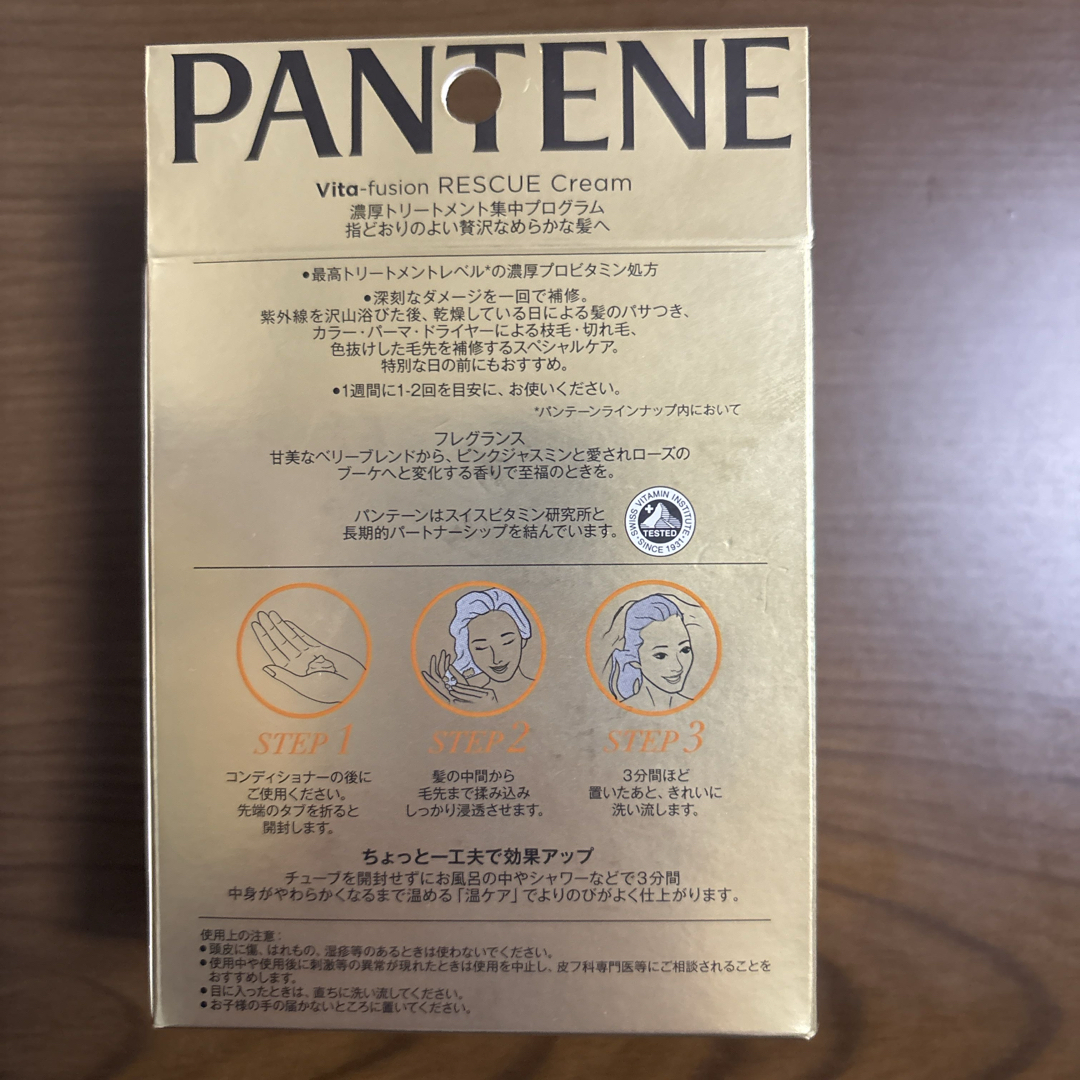 PANTENE
Vita-fusion RESCUE Cream
濃厚トリートメント集中プログラム
指どおりのよい贅沢なめらかな髪へ
●最高トリートメントレベル*の濃厚プロビタミン処方
●深刻なダメージを一回で補修。
紫外線を沢山浴びた後、乾燥している日による髪のパサつき、
カラー・パーマ・ドライヤーによる枝毛・切れ毛、
色抜けした毛先を補修するスペシャルケア。
特別な日の前にもおすすめ。
●1週間に1-2回を目安に、お使いください。
*パンテーンラインナップ内において
フレグランス
甘美なベリーブレンドから、ピンクジャスミンと愛されローズの
ブーケへと変化する香りで至福のときを。
パンテーンはスイスビタミン研究所と
長期的パートナーシップを結んでいます。
SWISS VITAMIN INSTITUTE
TESTED
SINCE 1931
STEP 1
コンディショナーの後に
ご使用ください。
先端のタブを折ると
開封します。
STEP 2
髪の中間から
毛先まで揉み込み
しっかり浸透させます。
STEP 3
3分間ほど
置いたあと、きれいに
洗い流します。
ちょっと一工夫で効果アップ
チューブを開封せずにお風呂の中やシャワーなどで3分間
中身がやわらかくなるまで温める「温ケア」でよりのびがよく仕上がります。
使用上の注意：
●頭皮に傷、はれもの、湿疹等のあるときは使わないでください。
●使用中や使用後に刺激等の異常が現れたときは使用を中止し、皮フ科専門医等にご相談されることを
おすすめします。
●目に入ったときは、直ちに洗い流してください。
●お子様の手の届かないところに置いてください。